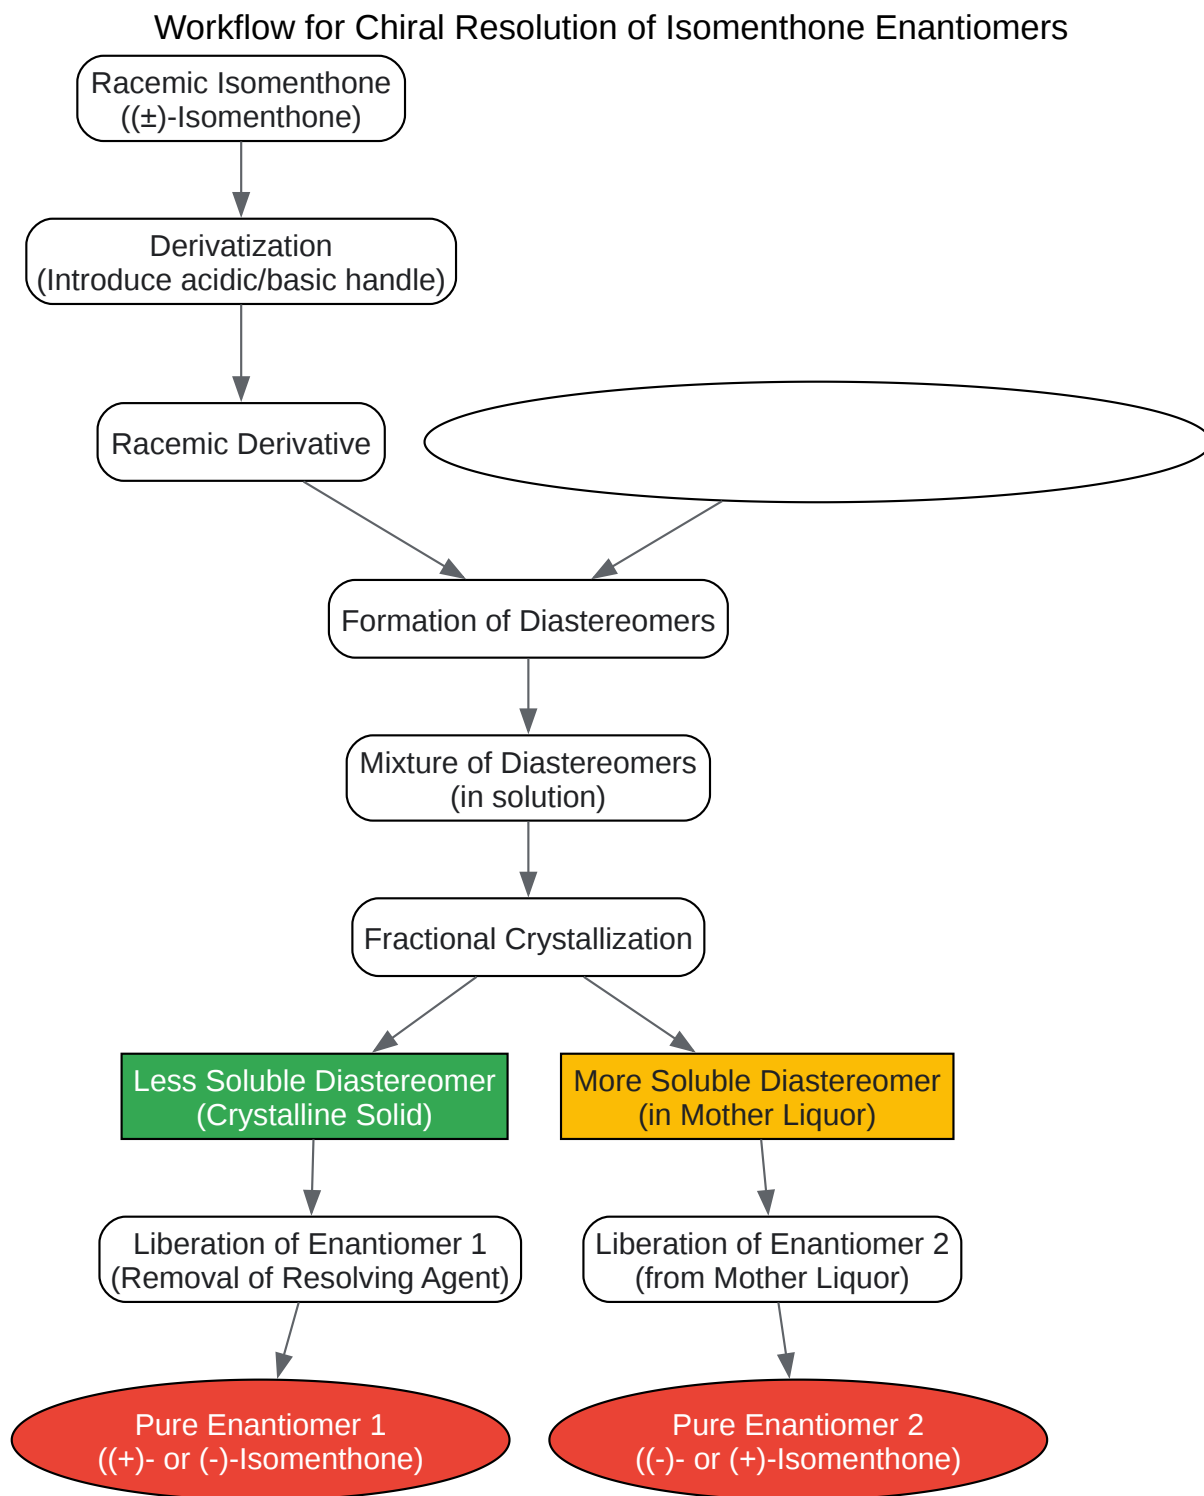 Workflow for Chiral Resolution of Isomenthone Enantiomers
Racemic Isomenthone
((±)-Isomenthone)
Derivatization
(Introduce acidic/basic handle)
Racemic Derivative
Formation of Diastereomers
Mixture of Diastereomers
(in solution)
Fractional Crystallization
Less Soluble Diastereomer
(Crystalline Solid)
More Soluble Diastereomer
(in Mother Liquor)
Liberation of Enantiomer 1
(Removal of Resolving Agent)
Liberation of Enantiomer 2
(from Mother Liquor)
Pure Enantiomer 1
((+)- or (-)-Isomenthone)
Pure Enantiomer 2
((-)- or (+)-Isomenthone)